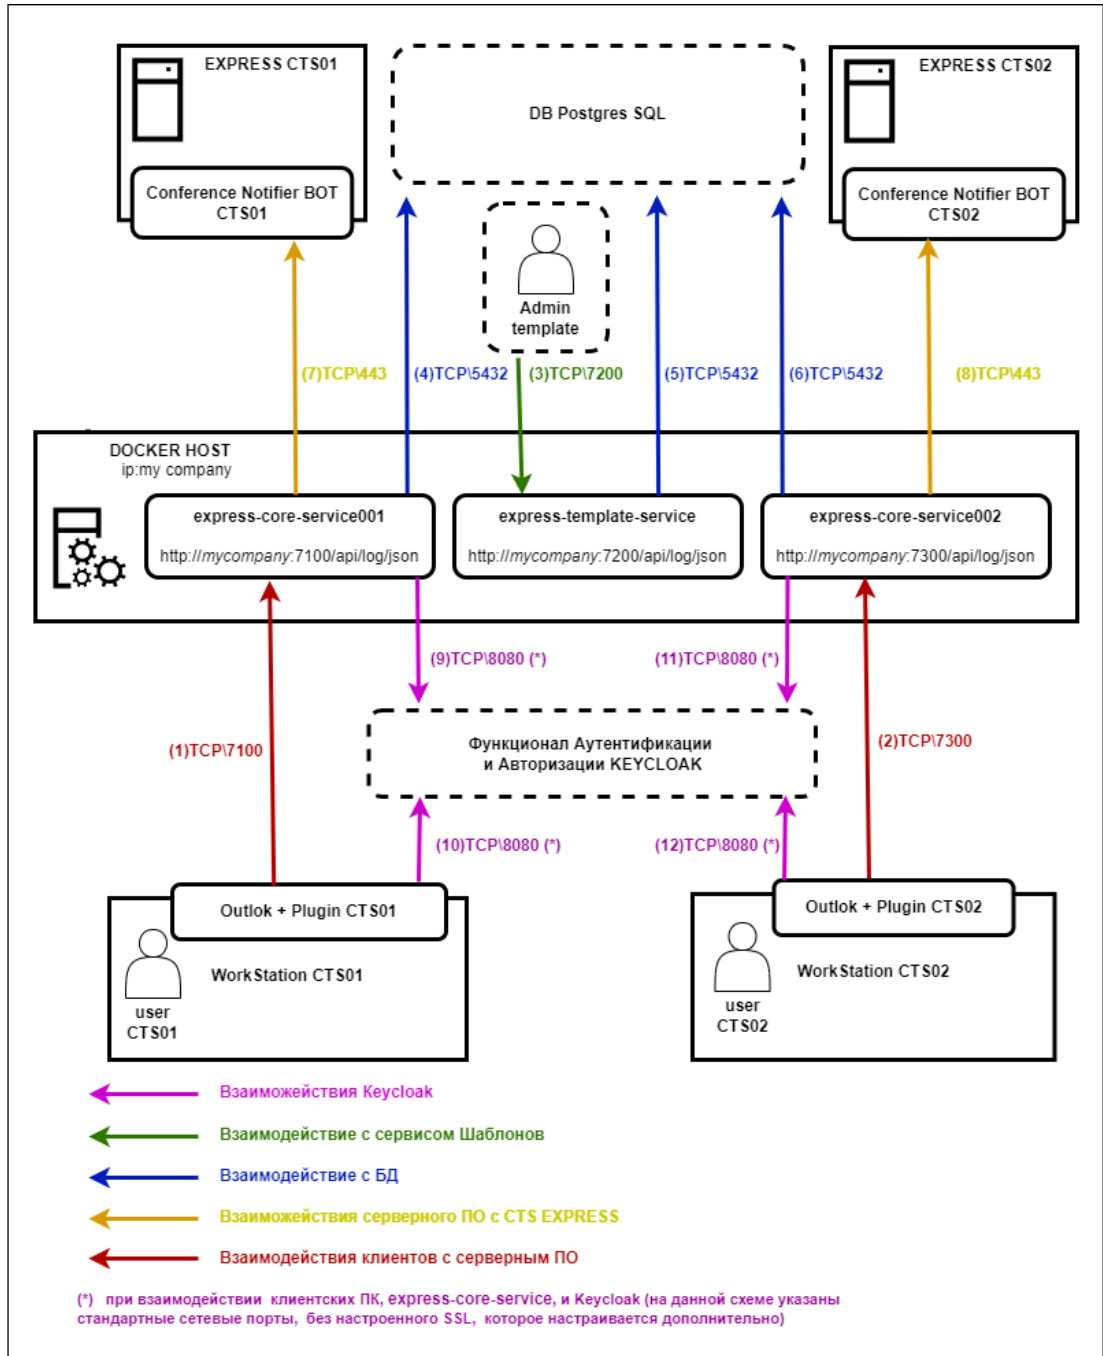 EXPRESS CTS01
DB Postgres SQL
EXPRESS CTS02
Conference Notifier BOT
CTS01
Conference Notifier BOT
CTS02
Admin
template
(7)TCP\443
(4)TCP\5432
(3)TCP\7200
(5)TCP\5432
(6)TCP\5432
(8)TCP\443
DOCKER HOST
ip:my company
express-core-service001
http://mycompany:7100/api/log/json
express-template-service
http://mycompany:7200/api/log/json
express-core-service002
http://mycompany:7300/api/log/json
(9)TCP\8080 (*)
(11)TCP\8080 (*)
(1)TCP\7100
Функционал Аутентификации
и Авторизации KEYCLOAK
(2)TCP\7300
(10)TCP\8080 (*)
(12)TCP\8080 (*)
Outlok + Plugin CTS01
WorkStation CTS01
user
CTS01
Outlok + Plugin CTS02
WorkStation CTS02
user
CTS02
Взаиможействия Keycloak
Взаимодействие с сервисом Шаблонов
Взаимодействие с БД
Взаиможействия серверного ПО с CTS EXPRESS
Взаимодействия клиентов с серверным ПО
(*) при взаимодействии клиентских ПК, express-core-service, и Keycloak (на данной схеме указаны
стандартные сетевые порты, без настроенного SSL, которое настраивается дополнительно)